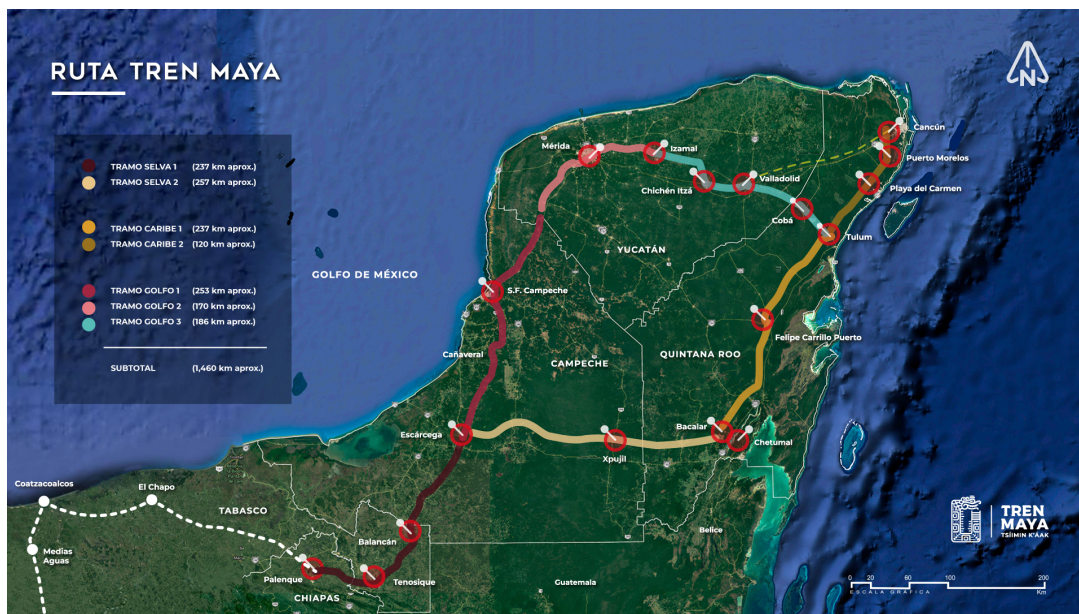 RUTA TREN MAYA
TRAMO SELVA 1 (237 km aprox.)
TRAMO SELVA 2 (257 km aprox.)
TRAMO CARIBE 1 (237 km aprox.)
TRAMO CARIBE 2 (120 km aprox.)
TRAMO GOLFO 1 (253 km aprox.)
TRAMO GOLFO 2 (170 km aprox.)
TRAMO GOLFO 3 (186 km aprox.)
SUBTOTAL (1,460 km aprox.)
N
Cancún
Mérida
Izamal
Puerto Morelos
Chichén Itzá
Valladolid
Playa del Carmen
Cobá
Tulum
YUCATÁN
GOLFO DE MÉXICO
S.F. Campeche
Felipe Carrillo Puerto
Cañaveral
CAMPECHE
QUINTANA ROO
Escárcega
Bacalar
Chetumal
Xpujil
Coatzacoalcos
El Chapo
TABASCO
Medias
Aguas
Balancán
Belice
TREN
MAYA
TSÍIMIN K'ÁAK
Palenque
Tenosique
Guatemala
CHIAPAS
0 20 60 100 200
Km
ESCALA GRÁFICA